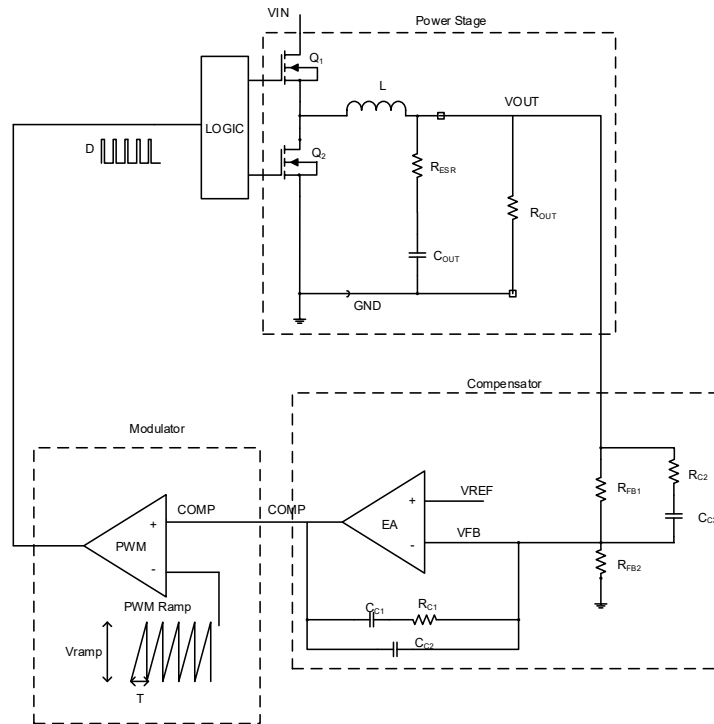 VIN
Power Stage
Q1
L
VOUT
LOGIC
D
Q2
RESR
ROUT
COUT
GND
Compensator
Modulator
RC2
RFB1
COMP
COMP
VREF
+
+
EA
CC2
PWM
VFB
-
-
RFB2
PWM Ramp
CC1
RC1
Vramp
CC2
T